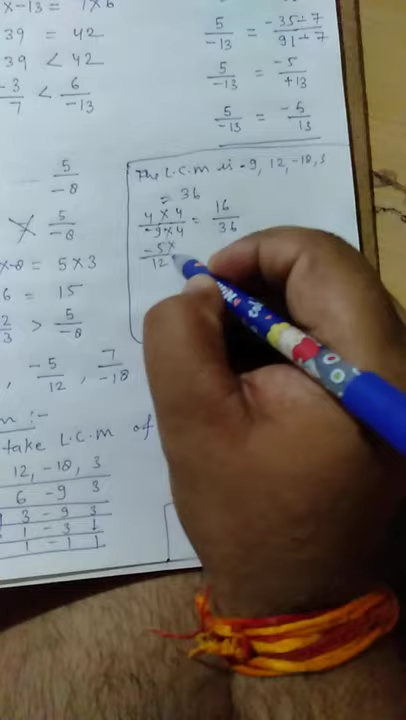 x-13 = 7x6
39 = 42
39 < 42
-3/7 < 6/-13
5/-13 = -35÷7/91÷7
5/-13 = -5/+13
5/-13 = -5/13
5/-8
5/-8
x-8 = 5x3
6 = 15
2/3 > 5/-8
, -5/12 , 7/-18
n :-
take L.C.M of
12, -18, 3
6 -9 3
3 -9 3
1 -3 1
1 -1 1
The L.C.M is -9, 12, -18, 3
= 36
4x4/-9x4 = 16/36
-5x/12